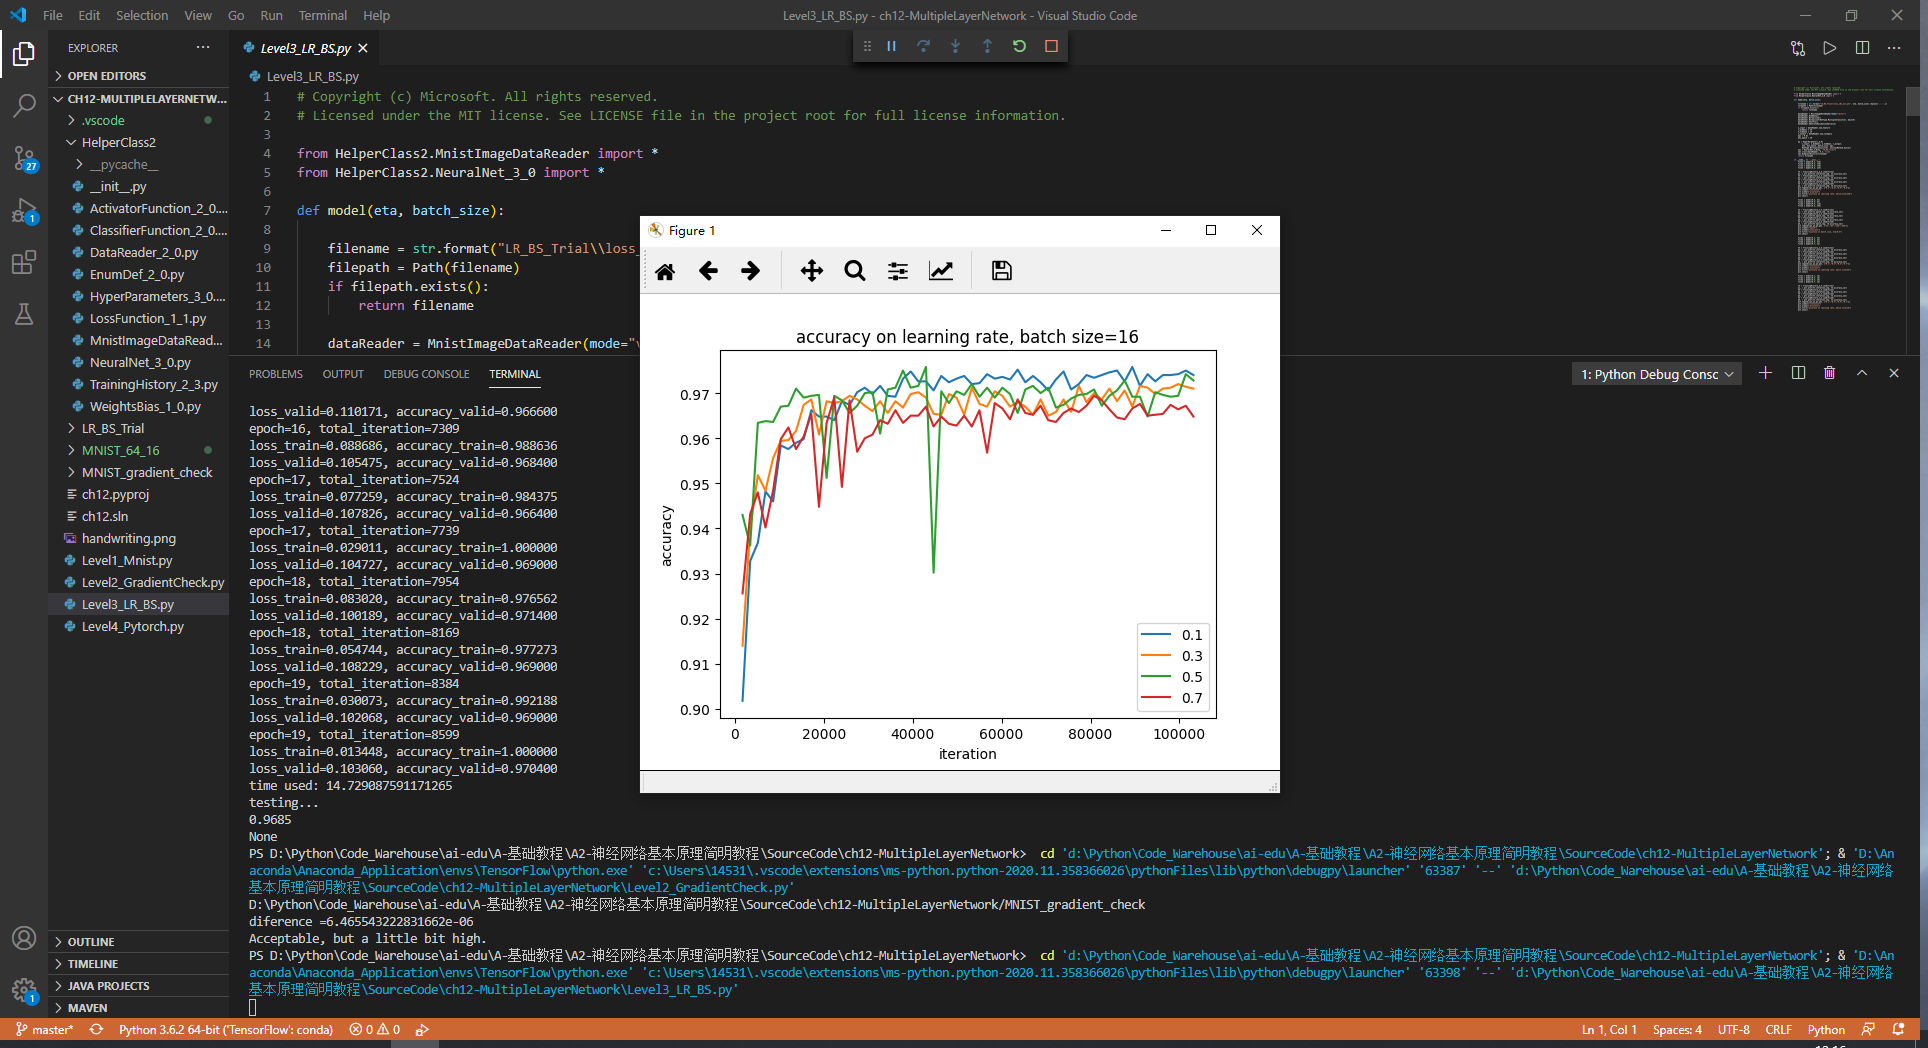 File Edit Selection View Go Run Terminal Help
Level3_LR_BS.py - ch12-MultipleLayerNetwork - Visual Studio Code
EXPLORER
OPEN EDITORS
CH12-MULTIPLELAYERNETW...
.vscode
HelperClass2
__pycache__
__init__.py
ActivatorFunction_2_0....
ClassifierFunction_2_0....
DataReader_2_0.py
EnumDef_2_0.py
HyperParameters_3_0....
LossFunction_1_1.py
MnistImageDataRead...
NeuralNet_3_0.py
TrainingHistory_2_3.py
WeightsBias_1_0.py
LR_BS_Trial
MNIST_64_16
MNIST_gradient_check
ch12.pyproj
ch12.sln
handwriting.png
Level1_Mnist.py
Level2_GradientCheck.py
Level3_LR_BS.py
Level4_Pytorch.py
OUTLINE
TIMELINE
JAVA PROJECTS
MAVEN
27
1
1
Level3_LR_BS.py
Level3_LR_BS.py
1 # Copyright (c) Microsoft. All rights reserved.
2 # Licensed under the MIT license. See LICENSE file in the project root for full license information.
3
4 from HelperClass2.MnistImageDataReader import *
5 from HelperClass2.NeuralNet_3_0 import *
6
7 def model(eta, batch_size):
8
9 filename = str.format("LR_BS_Trial\\loss_
10 filepath = Path(filename)
11 if filepath.exists():
12 return filename
13
14 dataReader = MnistImageDataReader(mode="
PROBLEMS OUTPUT DEBUG CONSOLE TERMINAL
1: Python Debug Consc
loss_valid=0.110171, accuracy_valid=0.966600
epoch=16, total_iteration=7309
loss_train=0.088686, accuracy_train=0.988636
loss_valid=0.105475, accuracy_valid=0.968400
epoch=17, total_iteration=7524
loss_train=0.077259, accuracy_train=0.984375
loss_valid=0.107826, accuracy_valid=0.966400
epoch=17, total_iteration=7739
loss_train=0.029011, accuracy_train=1.000000
loss_valid=0.104727, accuracy_valid=0.969000
epoch=18, total_iteration=7954
loss_train=0.083020, accuracy_train=0.976562
loss_valid=0.100189, accuracy_valid=0.971400
epoch=18, total_iteration=8169
loss_train=0.054744, accuracy_train=0.977273
loss_valid=0.108229, accuracy_valid=0.969000
epoch=19, total_iteration=8384
loss_train=0.030073, accuracy_train=0.992188
loss_valid=0.102068, accuracy_valid=0.969000
epoch=19, total_iteration=8599
loss_train=0.013448, accuracy_train=1.000000
loss_valid=0.103060, accuracy_valid=0.970400
time used: 14.729087591171265
testing...
0.9685
None
PS D:\Python\Code_Warehouse\ai-edu\A-基础教程\A2-神经网络基本原理简明教程\SourceCode\ch12-MultipleLayerNetwork> cd 'd:\Python\Code_Warehouse\ai-edu\A-基础教程\A2-神经网络基本原理简明教程\SourceCode\ch12-MultipleLayerNetwork'; & 'D:\An
aconda\Anaconda_Application\envs\TensorFlow\python.exe' 'c:\Users\14531\.vscode\extensions\ms-python.python-2020.11.358366026\pythonFiles\lib\python\debugpy\launcher' '63387' '--' 'd:\Python\Code_Warehouse\ai-edu\A-基础教程\A2-神经网络
基本原理简明教程\SourceCode\ch12-MultipleLayerNetwork\Level2_GradientCheck.py'
D:\Python\Code_Warehouse\ai-edu\A-基础教程\A2-神经网络基本原理简明教程\SourceCode\ch12-MultipleLayerNetwork/MNIST_gradient_check
diference =6.465543222831662e-06
Acceptable, but a little bit high.
PS D:\Python\Code_Warehouse\ai-edu\A-基础教程\A2-神经网络基本原理简明教程\SourceCode\ch12-MultipleLayerNetwork> cd 'd:\Python\Code_Warehouse\ai-edu\A-基础教程\A2-神经网络基本原理简明教程\SourceCode\ch12-MultipleLayerNetwork'; & 'D:\An
aconda\Anaconda_Application\envs\TensorFlow\python.exe' 'c:\Users\14531\.vscode\extensions\ms-python.python-2020.11.358366026\pythonFiles\lib\python\debugpy\launcher' '63398' '--' 'd:\Python\Code_Warehouse\ai-edu\A-基础教程\A2-神经网络
基本原理简明教程\SourceCode\ch12-MultipleLayerNetwork\Level3_LR_BS.py'
Figure 1
accuracy on learning rate, batch size=16
accuracy
0.97
0.96
0.95
0.94
0.93
0.92
0.91
0.90
0.1
0.3
0.5
0.7
0 20000 40000 60000 80000 100000
iteration
master* Python 3.6.2 64-bit ('TensorFlow': conda) 0 0
Ln 1, Col 1 Spaces: 4 UTF-8 CRLF Python